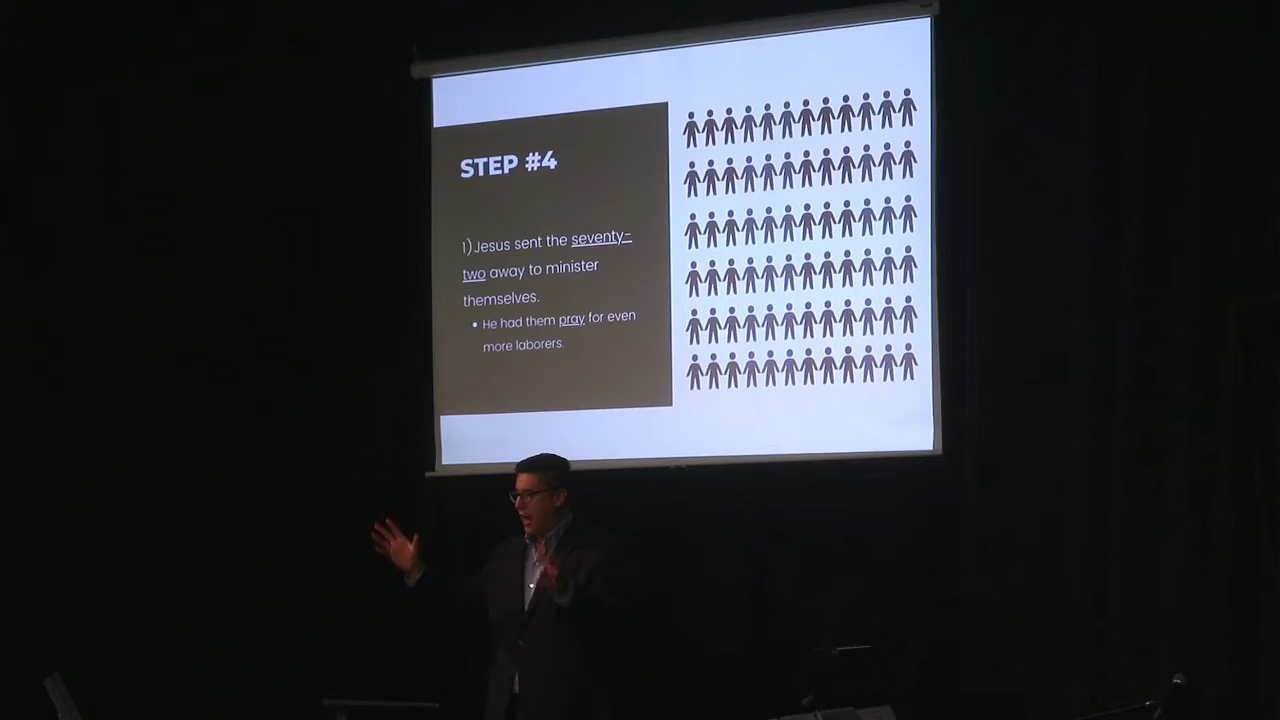 STEP #4
1)Jesus sent the seventy-
two away to minister
themselves.
• He had them pray for even
more laborers.